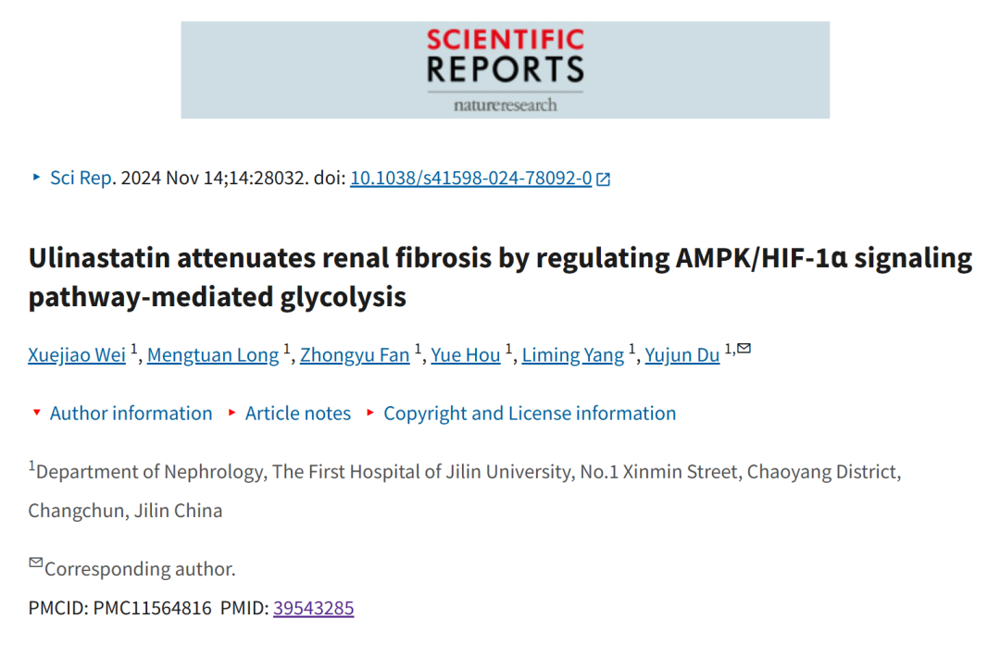 SCIENTIFIC
REPORTS
natureresearch
Sci Rep. 2024 Nov 14;14:28032. doi: 10.1038/s41598-024-78092-0
Ulinastatin attenuates renal fibrosis by regulating AMPK/HIF-1α signaling
pathway-mediated glycolysis
Xuejiao Wei 1, Mengtuan Long 1, Zhongyu Fan 1, Yue Hou 1, Liming Yang 1, Yujun Du 1,✉
Author information Article notes Copyright and License information
1Department of Nephrology, The First Hospital of Jilin University, No.1 Xinmin Street, Chaoyang District,
Changchun, Jilin China
✉Corresponding author.
PMCID: PMC11564816 PMID: 39543285